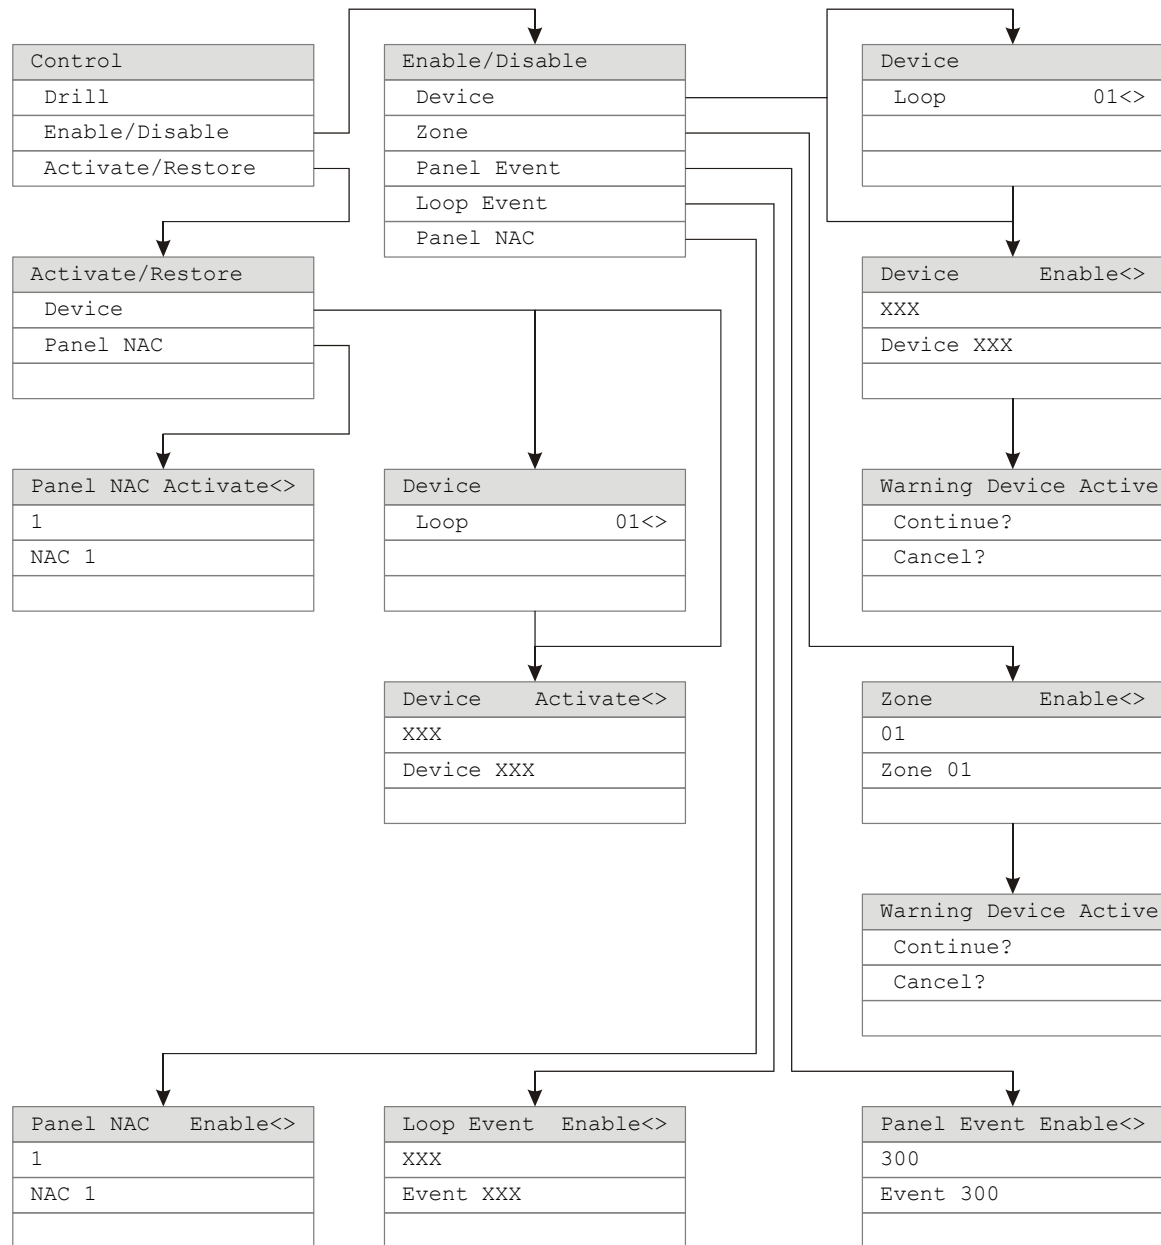 Control
Drill
Enable/Disable
Activate/Restore
Enable/Disable
Device
Zone
Panel Event
Loop Event
Panel NAC
Device
Loop 01<>
Device Enable<>
XXX
Device XXX
Activate/Restore
Device
Panel NAC
Panel NAC Activate<>
1
NAC 1
Device
Loop 01<>
Warning Device Active
Continue?
Cancel?
Device Activate<>
XXX
Device XXX
Zone Enable<>
01
Zone 01
Warning Device Active
Continue?
Cancel?
Panel NAC Enable<>
1
NAC 1
Loop Event Enable<>
XXX
Event XXX
Panel Event Enable<>
300
Event 300